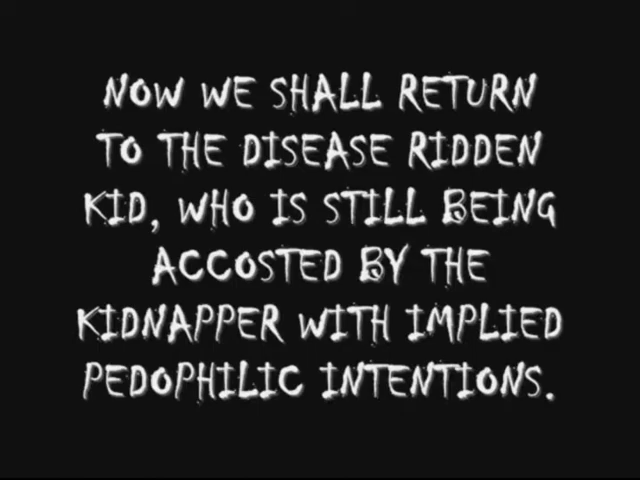 NOW WE SHALL RETURN
TO THE DISEASE RIDDEN
KID, WHO IS STILL BEING
ACCOSTED BY THE
KIDNAPPER WITH IMPLIED
PEDOPHILIC INTENTIONS.